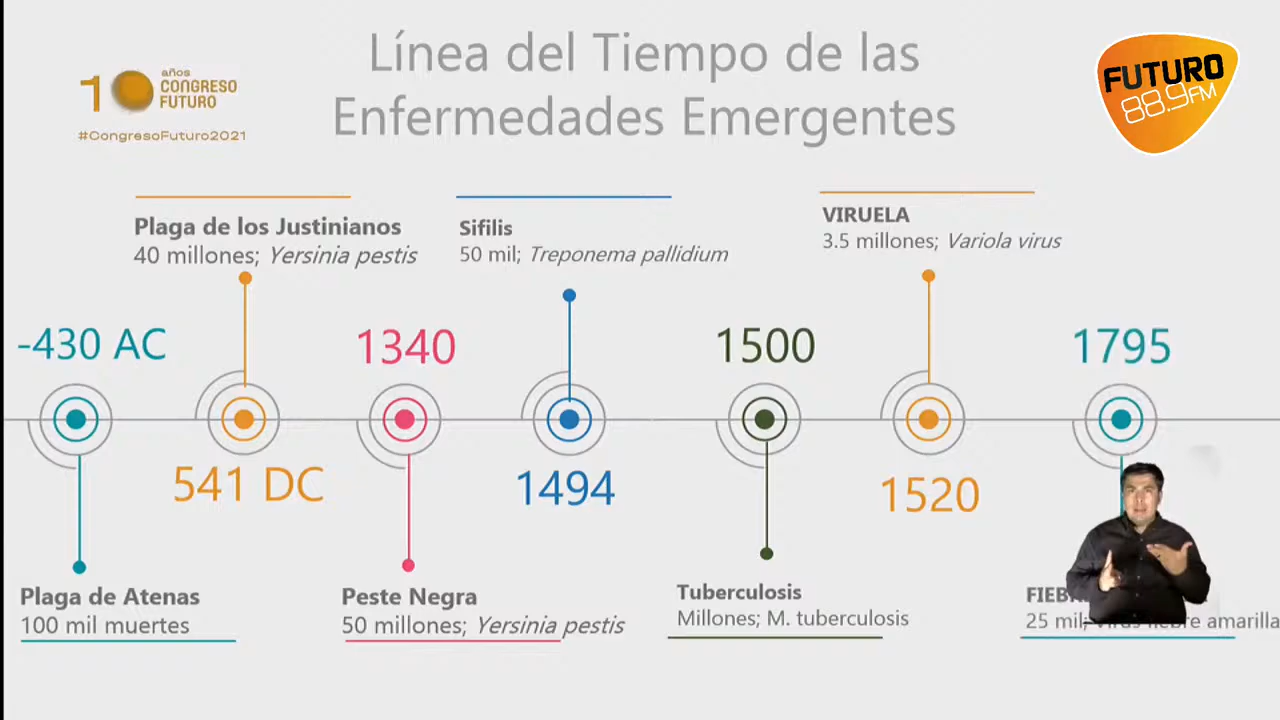 Línea del Tiempo de las
Enfermedades Emergentes
10 años
CONGRESO
FUTURO
#CongresoFuturo2021
FUTURO
88.9FM
Plaga de los Justinianos
40 millones; Yersinia pestis
Sifilis
50 mil; Treponema pallidium
VIRUELA
3.5 millones; Variola virus
-430 AC
1340
1500
1795
541 DC
1494
1520
Plaga de Atenas
100 mil muertes
Peste Negra
50 millones; Yersinia pestis
Tuberculosis
Millones; M. tuberculosis
25 mil; virus fiebre amarilla